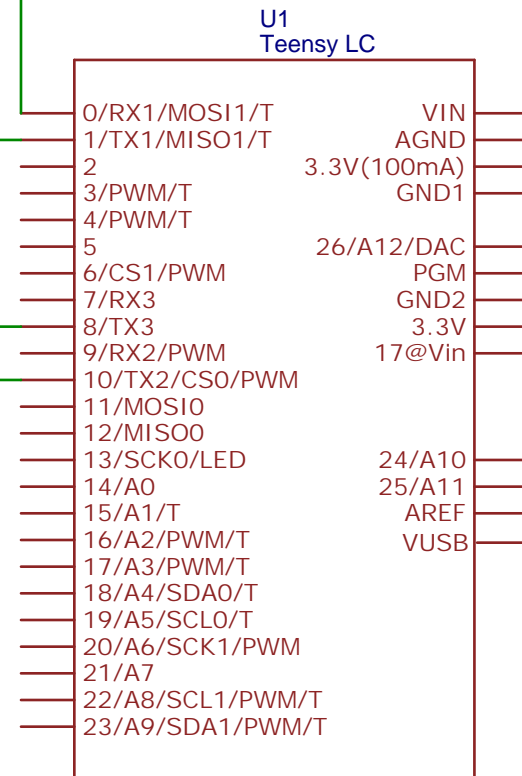 U1
Teensy LC
0/RX1/MOSI1/T VIN
1/TX1/MISO1/T AGND
2 3.3V(100mA)
3/PWM/T GND1
4/PWM/T
5 26/A12/DAC
6/CS1/PWM PGM
7/RX3 GND2
8/TX3 3.3V
9/RX2/PWM 17@Vin
10/TX2/CS0/PWM
11/MOSI0
12/MISO0
13/SCK0/LED 24/A10
14/A0 25/A11
15/A1/T AREF
16/A2/PWM/T VUSB
17/A3/PWM/T
18/A4/SDA0/T
19/A5/SCL0/T
20/A6/SCK1/PWM
21/A7
22/A8/SCL1/PWM/T
23/A9/SDA1/PWM/T